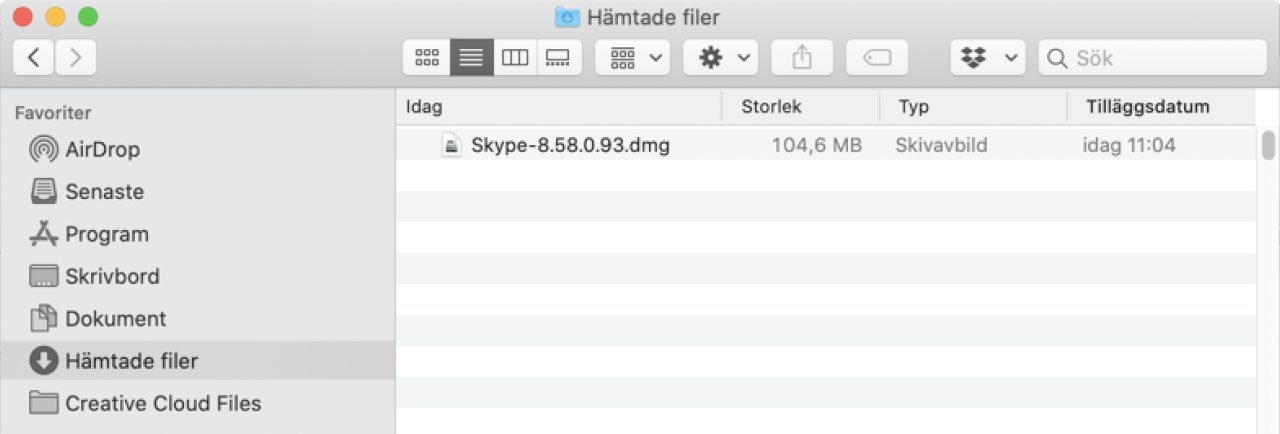 Hämtade filer
Sök
Favoriter
AirDrop
Senaste
Program
Skrivbord
Dokument
Hämtade filer
Creative Cloud Files
Idag Storlek Typ Tilläggsdatum
Skype-8.58.0.93.dmg 104,6 MB Skivavbild idag 11:04